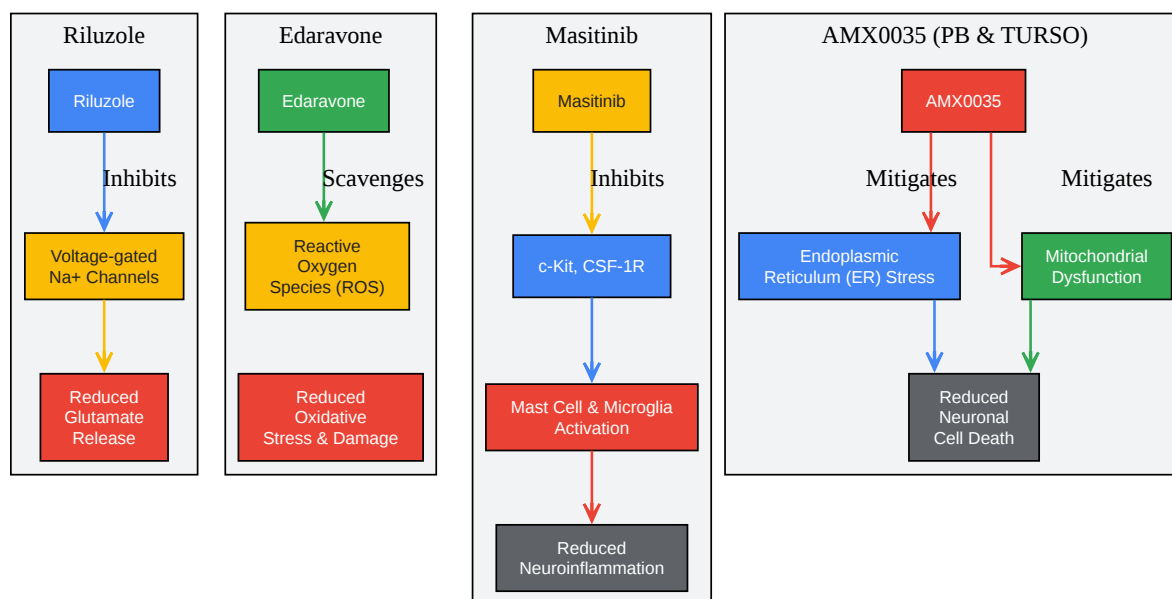 Riluzole
Riluzole
Inhibits
Voltage-gated
Na+ Channels
Reduced
Glutamate
Release
Edaravone
Edaravone
Scavenges
Reactive
Oxygen
Species (ROS)
Reduced
Oxidative
Stress & Damage
Masitinib
Masitinib
Inhibits
c-Kit, CSF-1R
Mast Cell & Microglia
Activation
Reduced
Neuroinflammation
AMX0035 (PB & TURSO)
AMX0035
Mitigates
Mitigates
Endoplasmic
Reticulum (ER) Stress
Mitochondrial
Dysfunction
Reduced
Neuronal
Cell Death